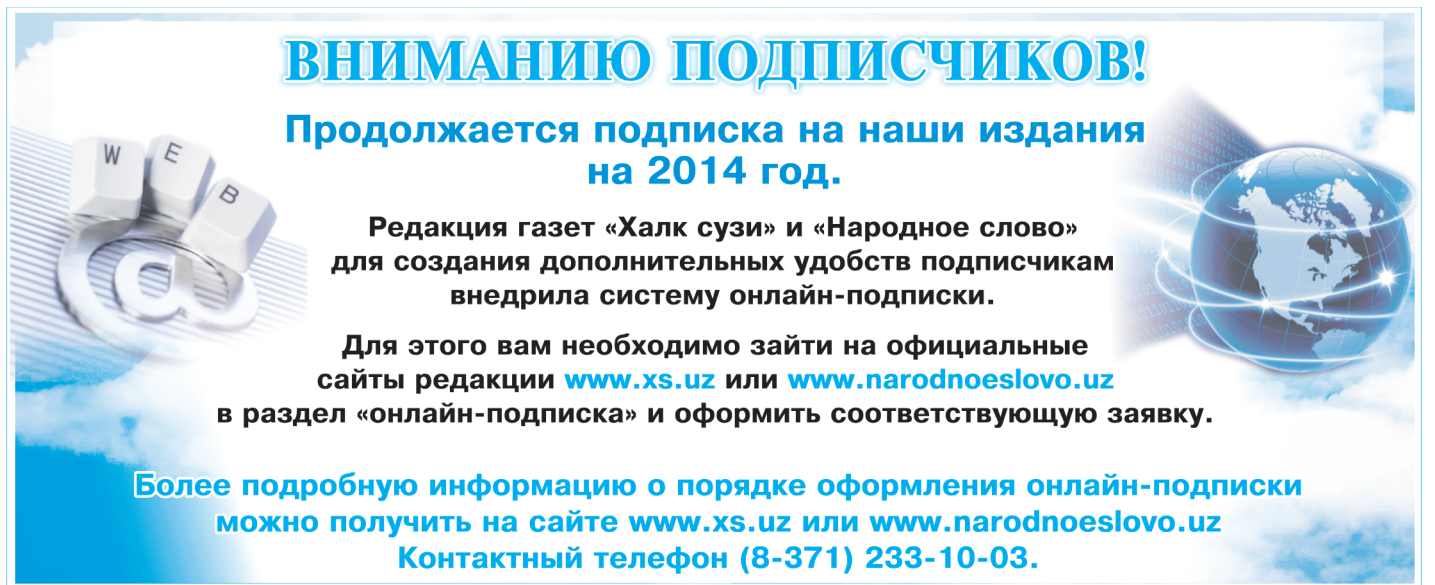 ВНИМАНИЮ ПОДПИСЧИКОВ!
Продолжается подписка на наши издания
на 2014 год.
W E B
@
Редакция газет «Халк сузи» и «Народное слово»
для создания дополнительных удобств подписчикам
внедрила систему онлайн-подписки.
Для этого вам необходимо зайти на официальные
сайты редакции www.xs.uz или www.narodnoeslovo.uz
в раздел «онлайн-подписка» и оформить соответствующую заявку.
Более подробную информацию о порядке оформления онлайн-подписки
можно получить на сайте www.xs.uz или www.narodnoeslovo.uz
Контактный телефон (8-371) 233-10-03.